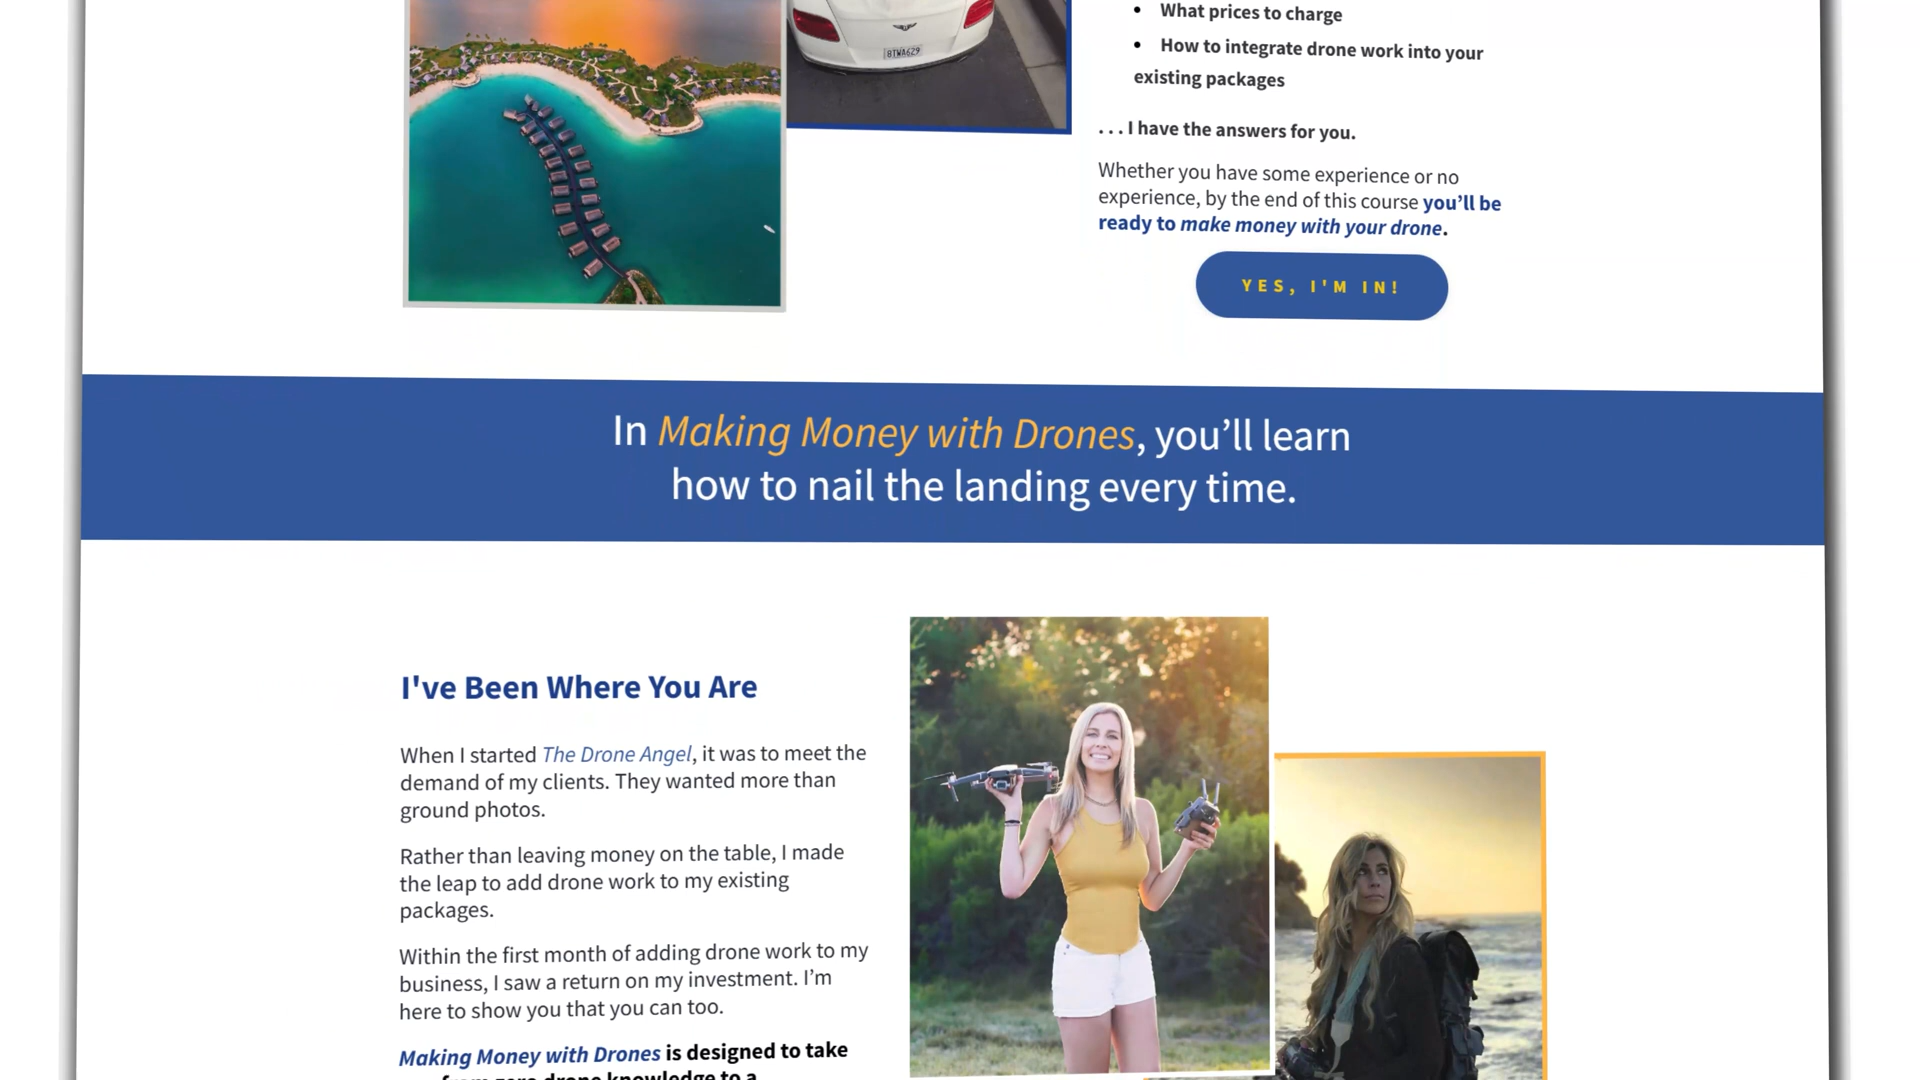 8TWA629
• What prices to charge
• How to integrate drone work into your
existing packages
. . . I have the answers for you.
Whether you have some experience or no
experience, by the end of this course you’ll be
ready to make money with your drone.
YES, I'M IN!
In Making Money with Drones, you’ll learn
how to nail the landing every time.
I've Been Where You Are
When I started The Drone Angel, it was to meet the
demand of my clients. They wanted more than
ground photos.
Rather than leaving money on the table, I made
the leap to add drone work to my existing
packages.
Within the first month of adding drone work to my
business, I saw a return on my investment. I’m
here to show you that you can too.
Making Money with Drones is designed to take
from zero drone knowledge to a